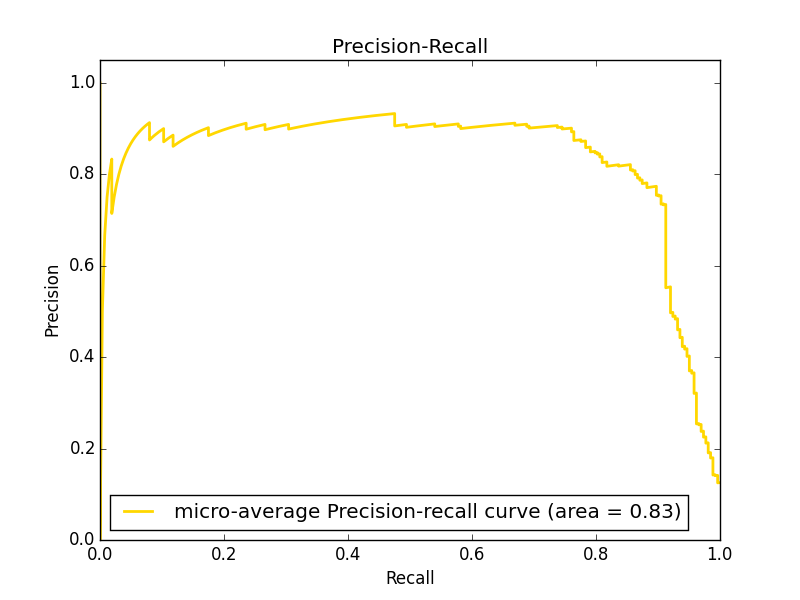 Precision-Recall
1.0
0.8
0.6
0.4
0.2
0.0
Precision
micro-average Precision-recall curve (area = 0.83)
0.0 0.2 0.4 0.6 0.8 1.0
Recall